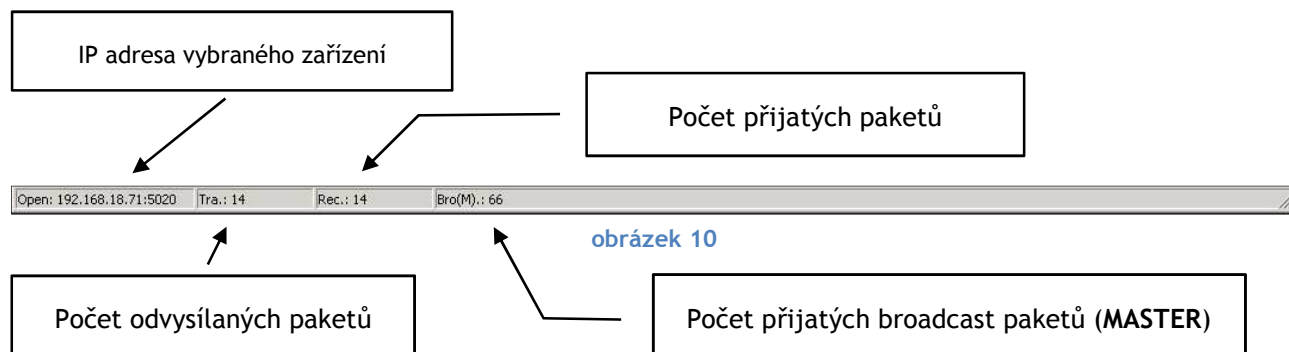 IP adresa vybraného zařízení
Počet přijatých paketů
Open: 192.168.18.71:5020 Tra.: 14 Rec.: 14 Bro(M).: 66
obrázek 10
Počet odvysílaných paketů
Počet přijatých broadcast paketů (MASTER)